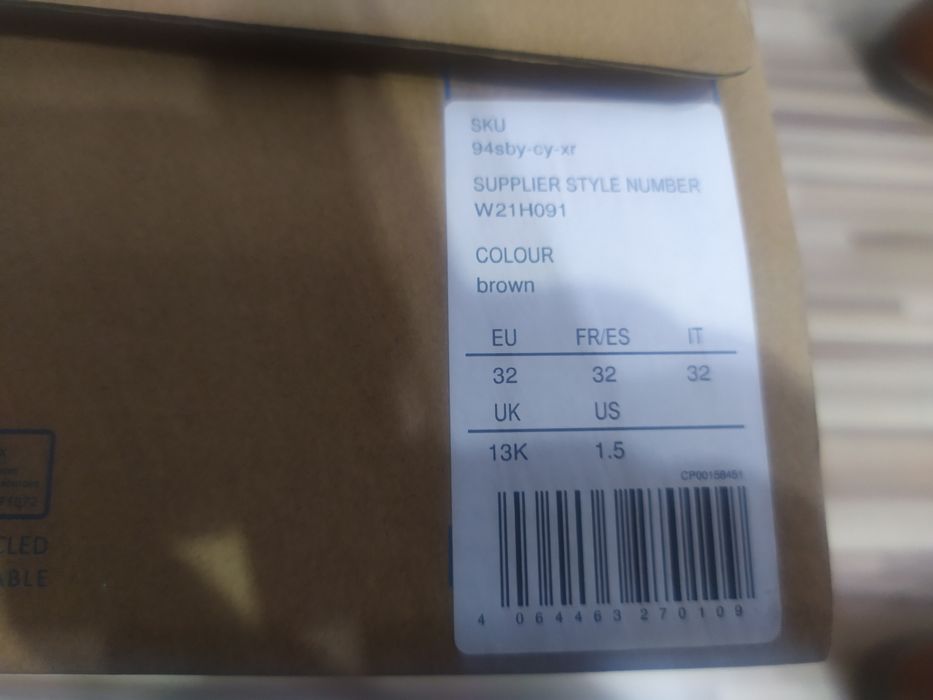 SKU
94sby-cy-xr
SUPPLIER STYLE NUMBER
W21H091
COLOUR
brown
EU FR/ES IT
32 32 32
UK US
13K 1.5
CP00158451
4 064463 270109
CLED
ABLE